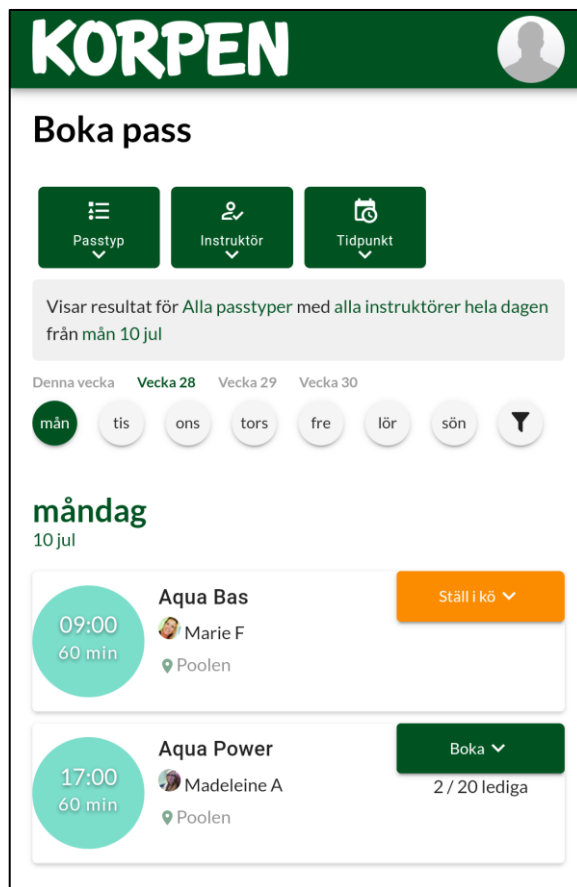 KORPEN
Boka pass
Passtyp
Instruktör
Tidpunkt
Visar resultat för Alla passtyper med alla instruktörer hela dagen
från mån 10 jul
Denna vecka Vecka 28 Vecka 29 Vecka 30
mån tis ons tors fre lör sön
måndag
10 jul
09:00
60 min
Aqua Bas
Marie F
Poolen
Ställ i kö
17:00
60 min
Aqua Power
Madeleine A
Poolen
Boka
2 / 20 lediga